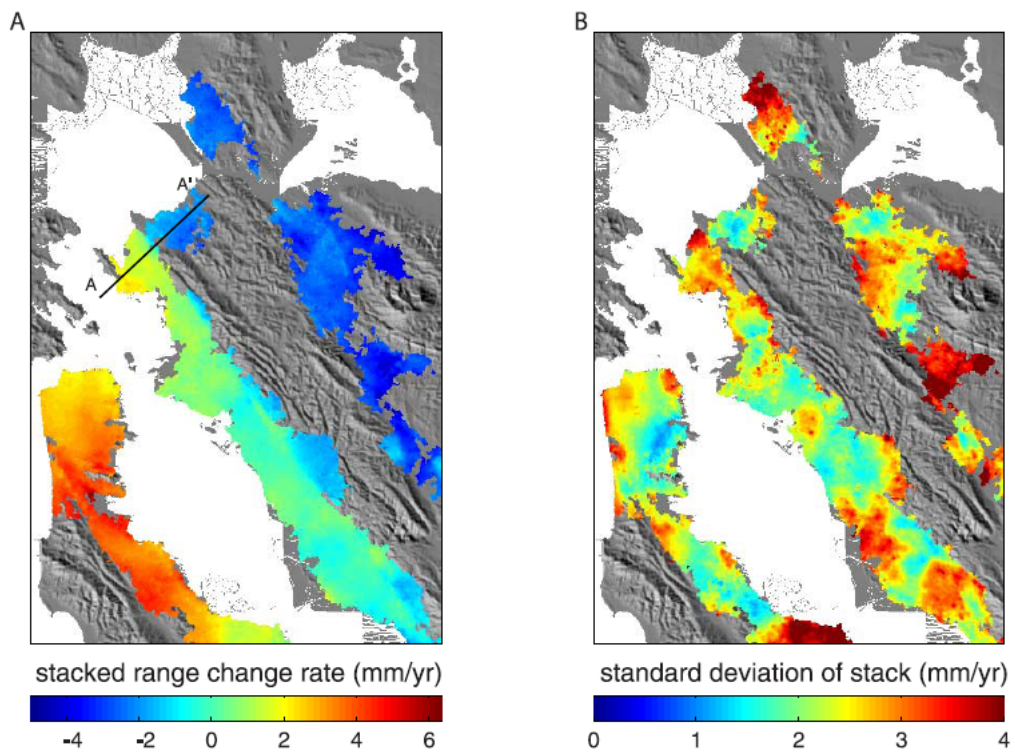 A
B
A'
A
stacked range change rate (mm/yr)
standard deviation of stack (mm/yr)
-4 -2 0 2 4 6
0 1 2 3 4